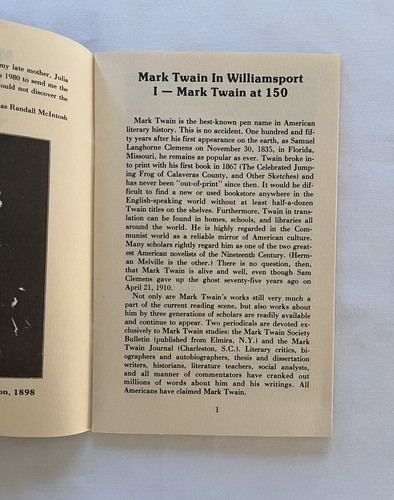 my late mother, Julia
1980 to send me the
ould not discover the
as Randall McIntosh
on, 1898
Mark Twain In Williamsport
I — Mark Twain at 150
Mark Twain is the best-known pen name in American
literary history. This is no accident. One hundred and fif-
ty years after his first appearance on the earth, as Samuel
Langhorne Clemens on November 30, 1835, in Florida,
Missouri, he remains as popular as ever. Twain broke in-
to print with his first book in 1867 (The Celebrated Jump-
ing Frog of Calaveras County, and Other Sketches) and
has never been "out-of-print" since then. It would be dif-
ficult to find a new or used bookstore anywhere in the
English-speaking world without at least half-a-dozen
Twain titles on the shelves. Furthermore, Twain in trans-
lation can be found in homes, schools, and libraries all
around the world. He is highly regarded in the Com-
munist world as a reliable mirror of American culture.
Many scholars rightly regard him as one of the two great-
est American novelists of the Nineteenth Century. (Her-
man Melville is the other.) There is no question, then,
that Mark Twain is alive and well, even though Sam
Clemens gave up the ghost seventy-five years ago on
April 21, 1910.
Not only are Mark Twain's works still very much a
part of the current reading scene, but also works about
him by three generations of scholars are readily available
and continue to appear. Two periodicals are devoted ex-
clusively to Mark Twain studies: the Mark Twain Society
Bulletin (published from Elmira, N.Y.) and the Mark
Twain Journal (Charleston, S.C.). Literary critics, bi-
ographers and autobiographers, thesis and dissertation
writers, historians, literature teachers, social analysts,
and all manner of commentators have cranked out
millions of words about him and his writings. All
Americans have claimed Mark Twain.
1